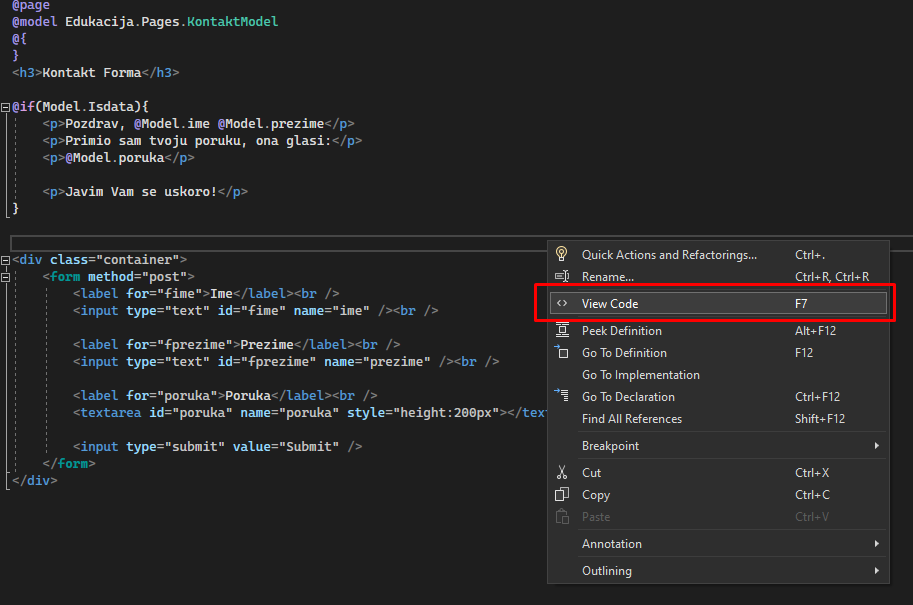 @page
@model Edukacija.Pages.KontaktModel
@{
}
<h3>Kontakt Forma</h3>
@if(Model.Isdata){
<p>Pozdrav, @Model.ime @Model.prezime</p>
<p>Primio sam tvoju poruku, ona glasi:</p>
<p>@Model.poruka</p>
<p>Javim Vam se uskoro!</p>
}
<div class="container">
<form method="post">
<label for="fime">Ime</label><br />
<input type="text" id="fime" name="ime" /><br />
<label for="fprezime">Prezime</label><br />
<input type="text" id="fprezime" name="prezime" /><br />
<label for="poruka">Poruka</label><br />
<textarea id="poruka" name="poruka" style="height:200px"></text
<input type="submit" value="Submit" />
</form>
</div>
Quick Actions and Refactorings... Ctrl+.
Rename... Ctrl+R, Ctrl+R
View Code F7
Peek Definition Alt+F12
Go To Definition F12
Go To Implementation
Go To Declaration Ctrl+F12
Find All References Shift+F12
Breakpoint
Cut Ctrl+X
Copy Ctrl+C
Paste Ctrl+V
Annotation
Outlining